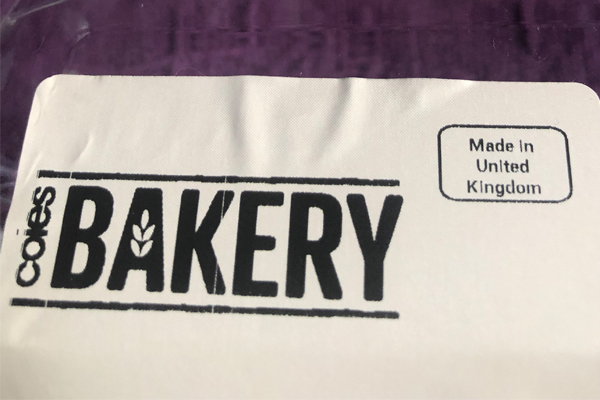 coles
BAKERY
Made in
United
Kingdom